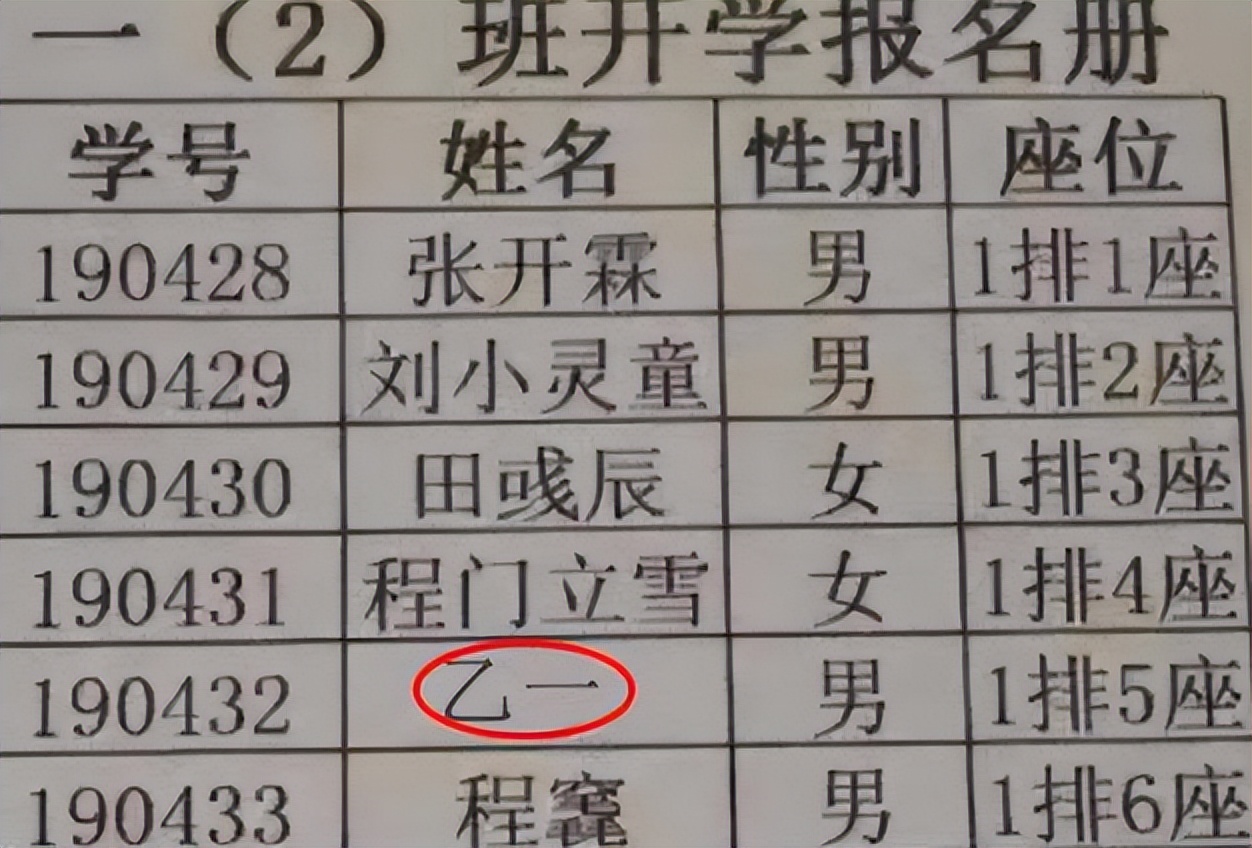 一（2）班开学报名册
学号 姓名 性别 座位
190428 张开霖 男 1排1座
190429 刘小灵童 男 1排2座
190430 田彧辰 女 1排3座
190431 程门立雪 女 1排4座
190432 乙一 男 1排5座
190433 程 男 1排6座